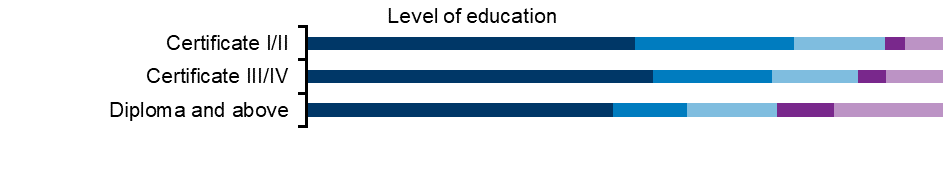 Level of education
Certificate I/II
Certificate III/IV
Diploma and above